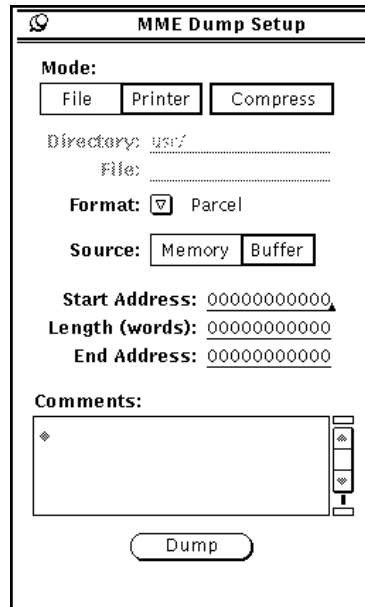 MME Dump Setup
Mode:
File Printer Compress
Directory: usr/
File:
Format: Parcel
Source: Memory Buffer
Start Address: 00000000000
Length (words): 00000000000
End Address: 00000000000
Comments:
Dump